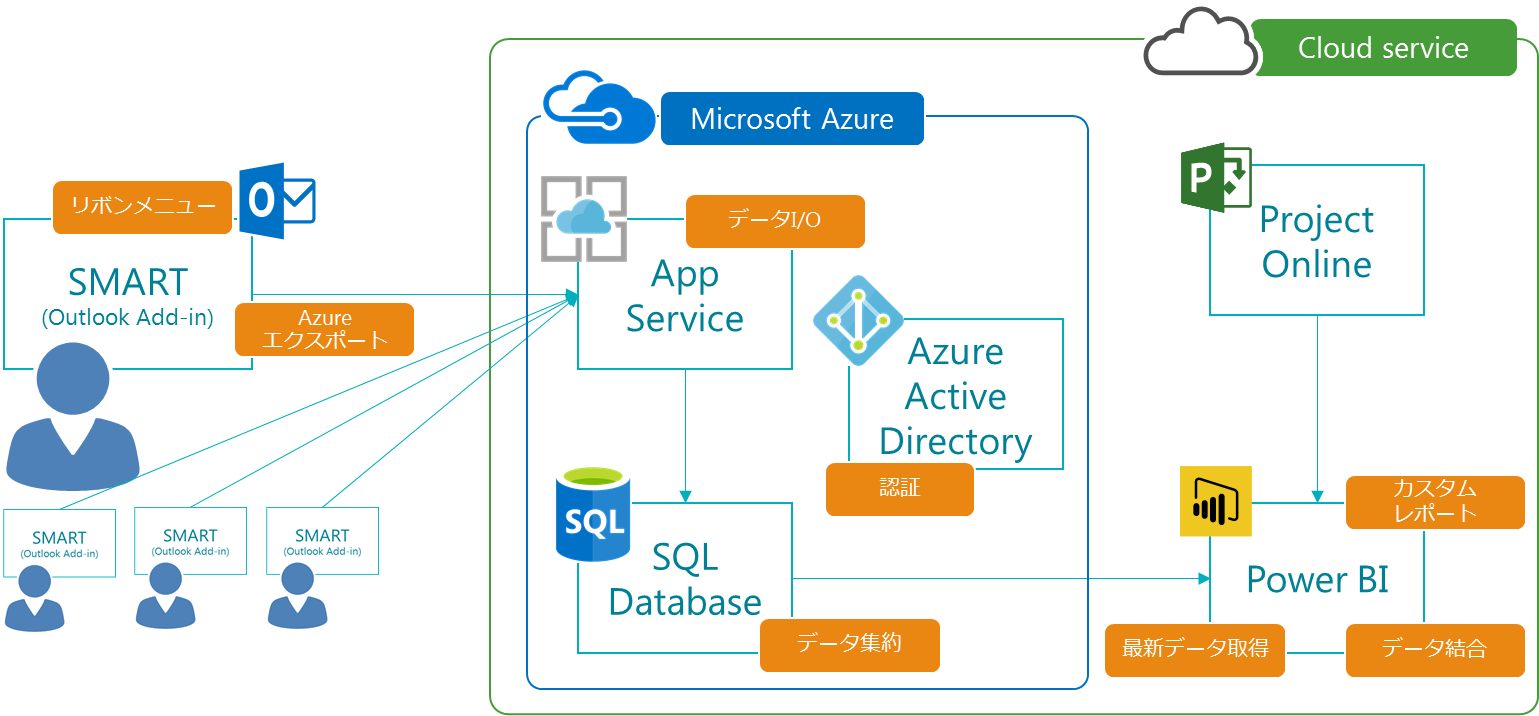 Cloud service
Microsoft Azure
リボンメニュー
O
SMART
(Outlook Add-in)
Azure
エクスポート
データI/O
App
Service
P
Project
Online
Azure
Active
Directory
認証
SQL
SQL
Database
データ集約
カスタム
レポート
Power BI
最新データ取得
データ結合
SMART
(Outlook Add-in)
SMART
(Outlook Add-in)
SMART
(Outlook Add-in)